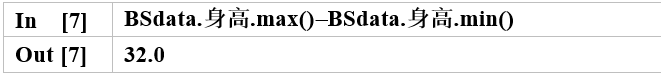 In [7] BSdata.身高.max()–BSdata.身高.min()
Out [7] 32.0